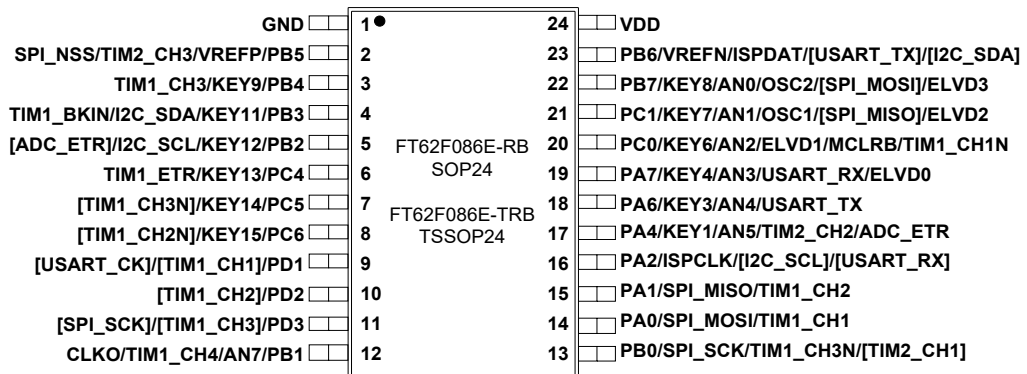 GND 1 24 VDD
SPI_NSS/TIM2_CH3/VREFP/PB5 2 23 PB6/VREFN/ISPDAT/[USART_TX]/[I2C_SDA]
TIM1_CH3/KEY9/PB4 3 22 PB7/KEY8/AN0/OSC2/[SPI_MOSI]/ELVD3
TIM1_BKIN/I2C_SDA/KEY11/PB3 4 21 PC1/KEY7/AN1/OSC1/[SPI_MISO]/ELVD2
[ADC_ETR]/I2C_SCL/KEY12/PB2 5 FT62F086E-RB 20 PC0/KEY6/AN2/ELVD1/MCLRB/TIM1_CH1N
TIM1_ETR/KEY13/PC4 6 SOP24 19 PA7/KEY4/AN3/USART_RX/ELVD0
[TIM1_CH3N]/KEY14/PC5 7 FT62F086E-TRB 18 PA6/KEY3/AN4/USART_TX
[TIM1_CH2N]/KEY15/PC6 8 TSSOP24 17 PA4/KEY1/AN5/TIM2_CH2/ADC_ETR
[USART_CK]/[TIM1_CH1]/PD1 9 16 PA2/ISPCLK/[I2C_SCL]/[USART_RX]
[TIM1_CH2]/PD2 10 15 PA1/SPI_MISO/TIM1_CH2
[SPI_SCK]/[TIM1_CH3]/PD3 11 14 PA0/SPI_MOSI/TIM1_CH1
CLKO/TIM1_CH4/AN7/PB1 12 13 PB0/SPI_SCK/TIM1_CH3N/[TIM2_CH1]